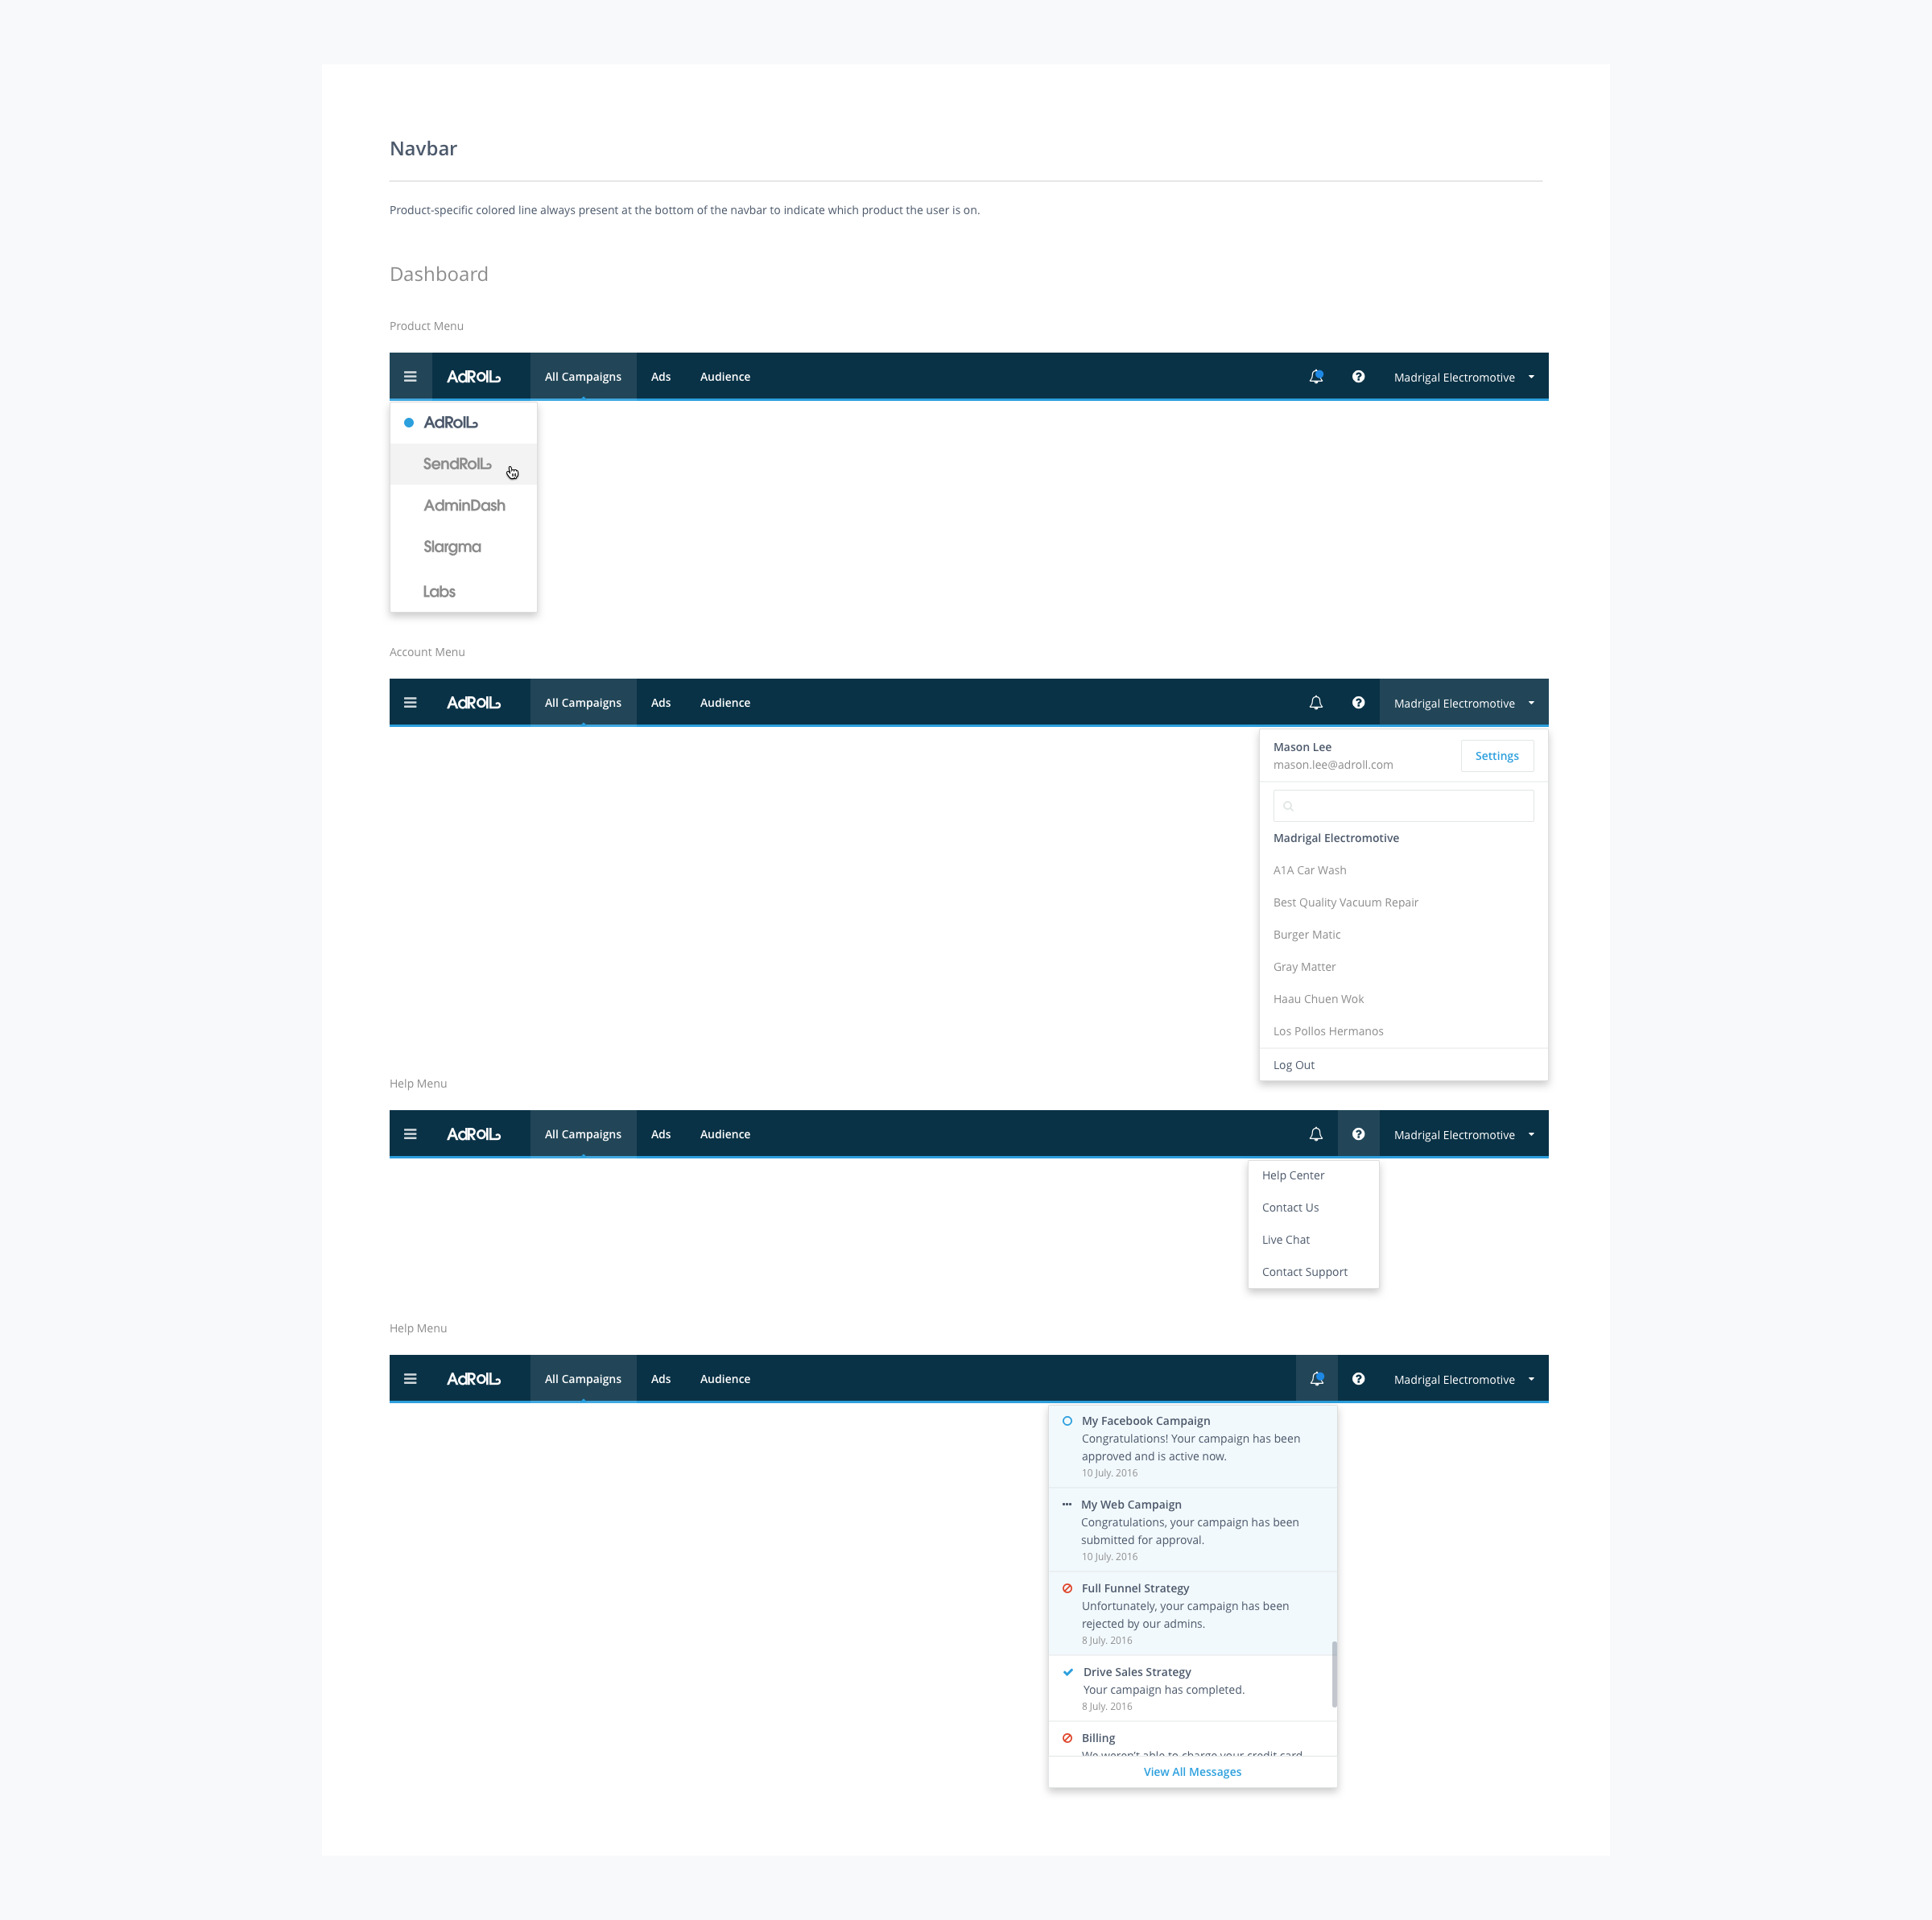 Navbar
Product-specific colored line always present at the bottom of the navbar to indicate which product the user is on.
Dashboard
Product Menu
AdRoll All Campaigns Ads Audience Madrigal Electromotive
AdRoll
SendRoll
AdminDash
Slargma
Labs
Account Menu
AdRoll All Campaigns Ads Audience Madrigal Electromotive
Mason Lee
mason.lee@adroll.com
Settings
Madrigal Electromotive
A1A Car Wash
Best Quality Vacuum Repair
Burger Matic
Gray Matter
Haau Chuen Wok
Los Pollos Hermanos
Log Out
Help Menu
AdRoll All Campaigns Ads Audience Madrigal Electromotive
Help Center
Contact Us
Live Chat
Contact Support
Help Menu
AdRoll All Campaigns Ads Audience Madrigal Electromotive
My Facebook Campaign
Congratulations! Your campaign has been
approved and is active now.
10 July. 2016
My Web Campaign
Congratulations, your campaign has been
submitted for approval.
10 July. 2016
Full Funnel Strategy
Unfortunately, your campaign has been
rejected by our admins.
8 July. 2016
Drive Sales Strategy
Your campaign has completed.
8 July. 2016
Billing
We weren't able to charge your credit card
View All Messages